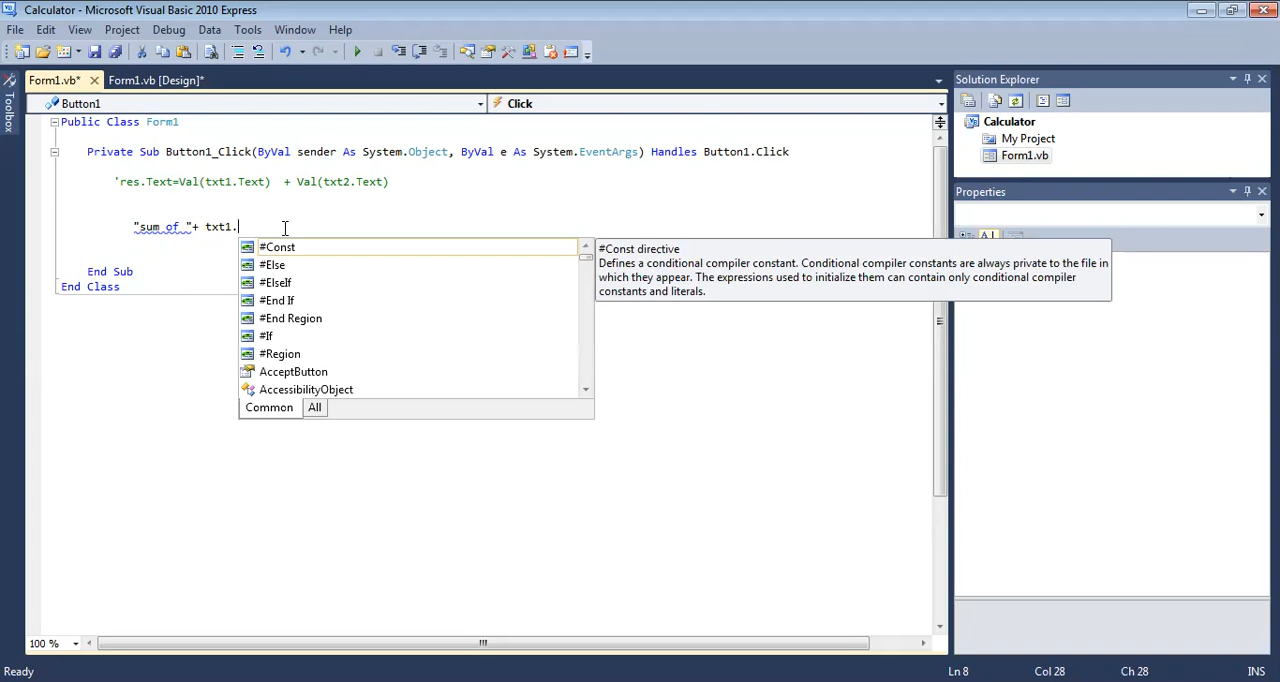 Calculator - Microsoft Visual Basic 2010 Express
File Edit View Project Debug Data Tools Window Help
Form1.vb* Form1.vb [Design]*
Solution Explorer
Toolbox
Button1 Click
Public Class Form1
Calculator
My Project
Form1.vb
Private Sub Button1_Click(ByVal sender As System.Object, ByVal e As System.EventArgs) Handles Button1.Click
'res.Text=Val(txt1.Text)  + Val(txt2.Text)
Properties
"sum of "+ txt1.
#Const
#Else
#ElseIf
#End If
#End Region
#If
#Region
AcceptButton
AccessibilityObject
Common All
#Const directive
Defines a conditional compiler constant. Conditional compiler constants are always private to the file in
which they appear. The expressions used to initialize them can contain only conditional compiler
constants and literals.
End Sub
End Class
100 %
Ready Ln 8 Col 28 Ch 28 INS